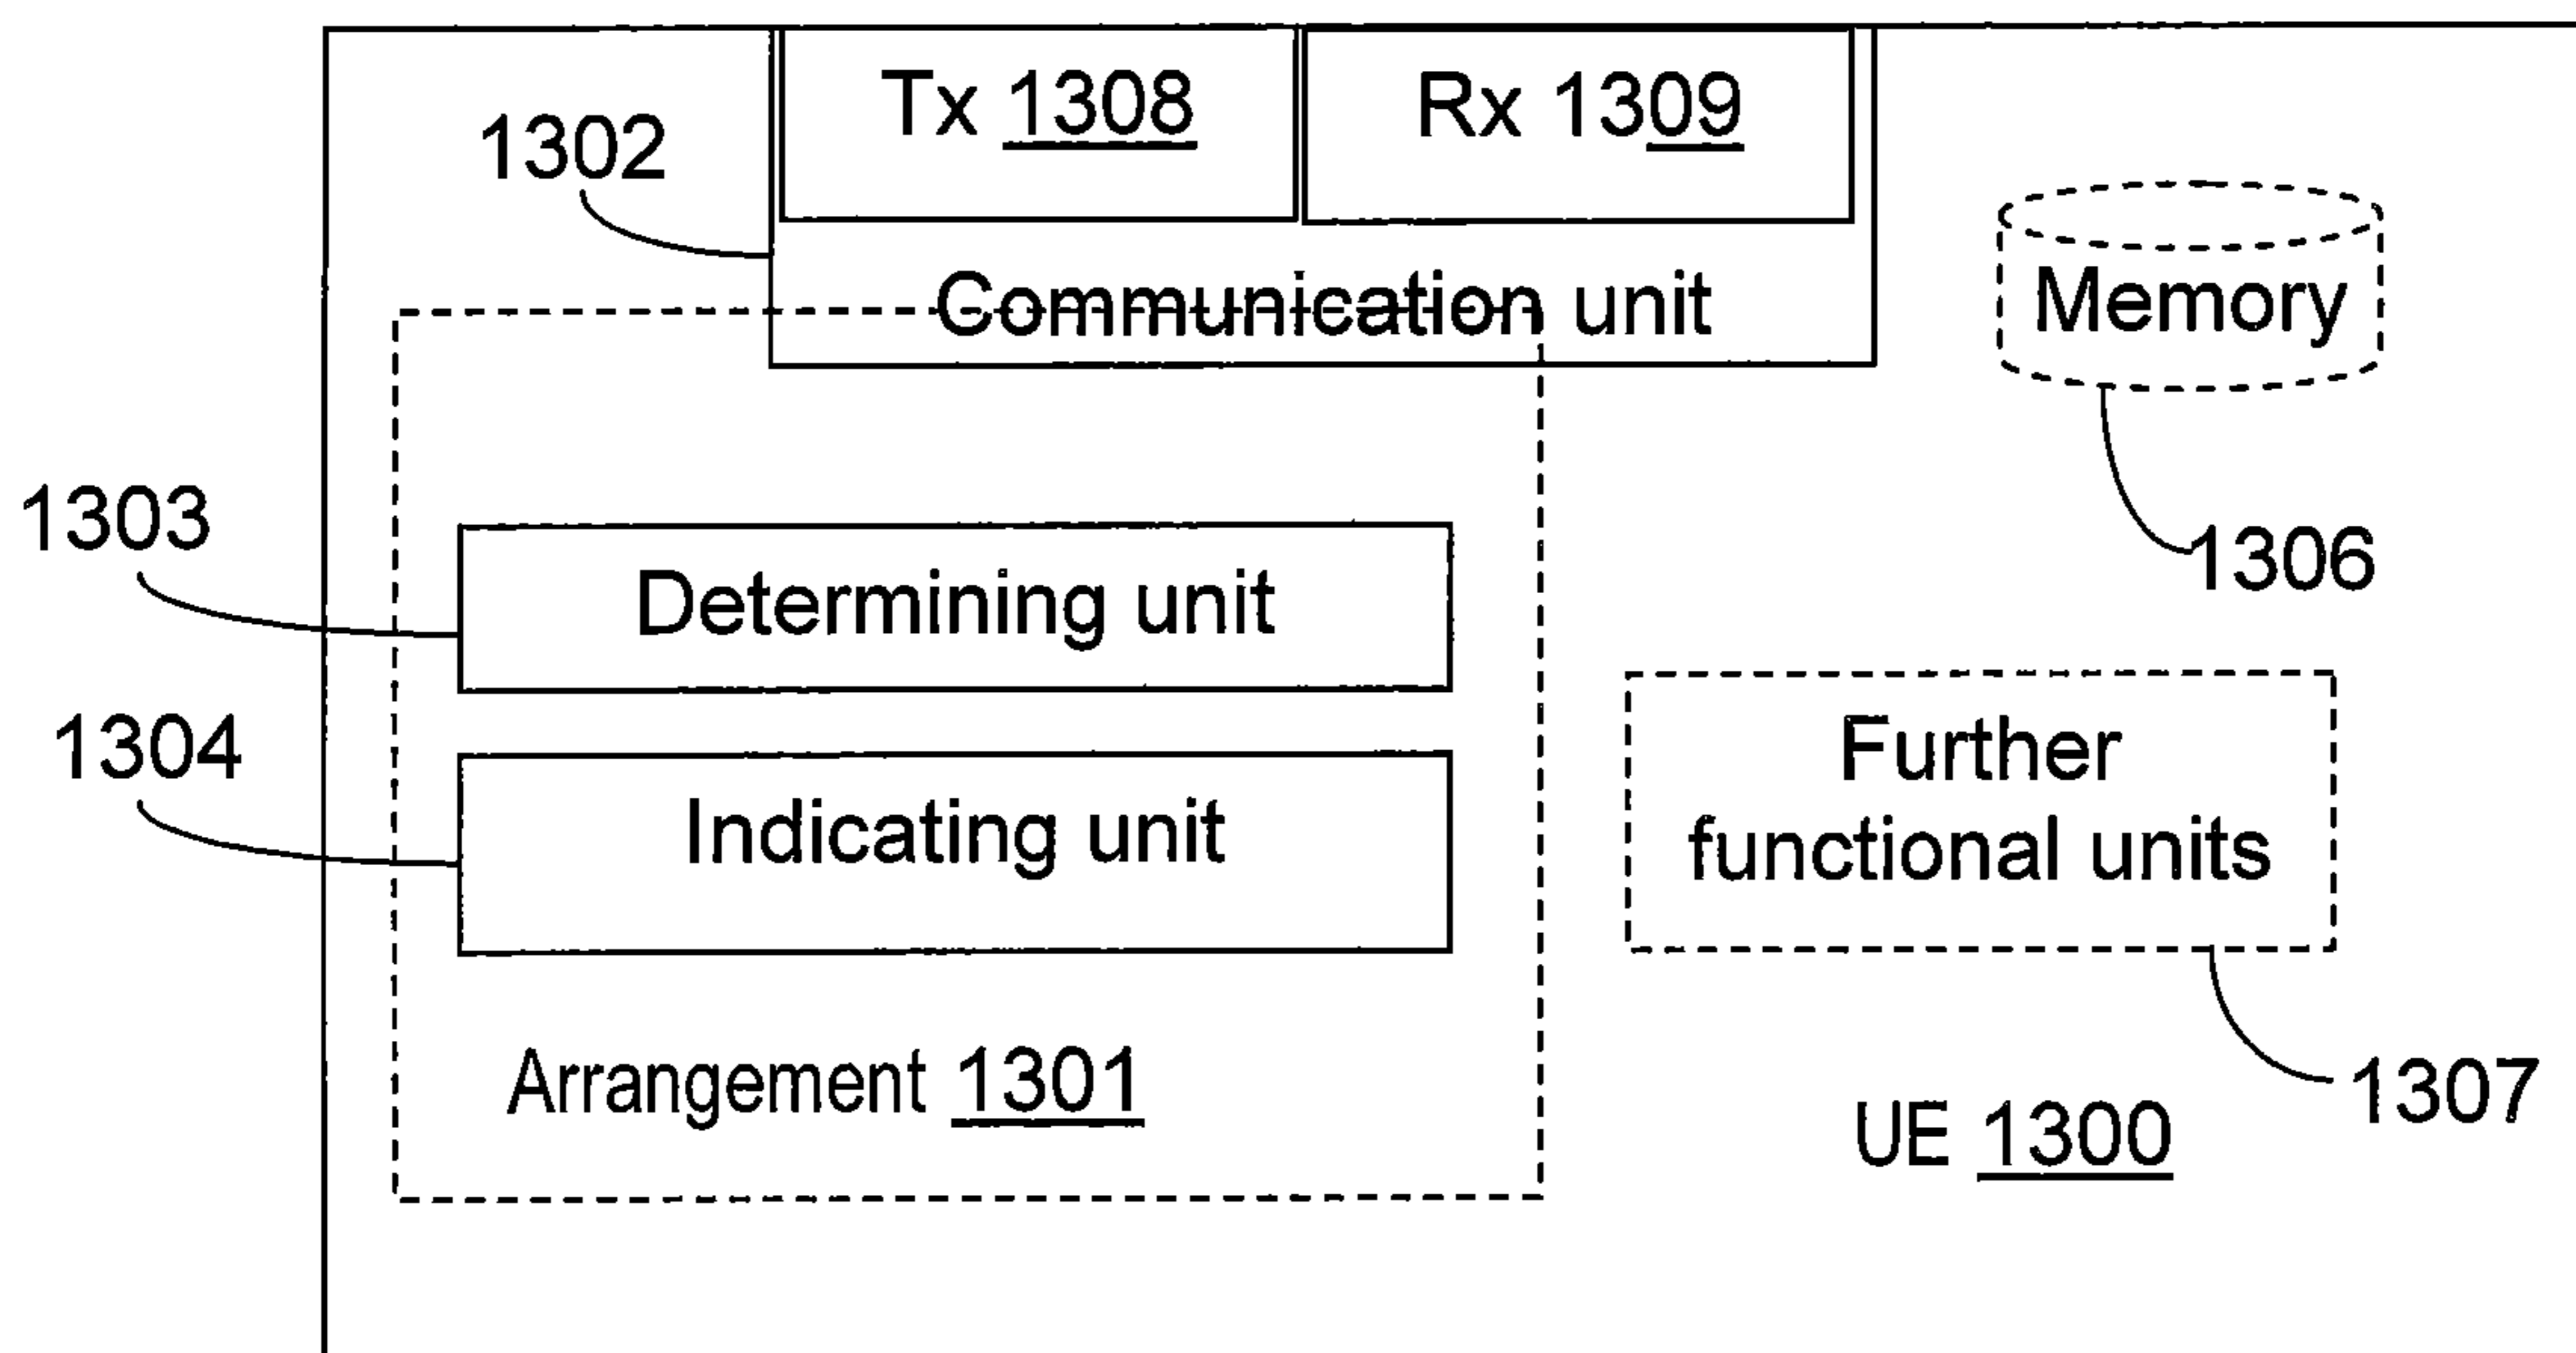 Tx 1308
Rx 1309
1302
Communication unit
Memory
1303
1306
Determining unit
1304
Further
functional units
Indicating unit
Arrangement 1301
1307
UE 1300